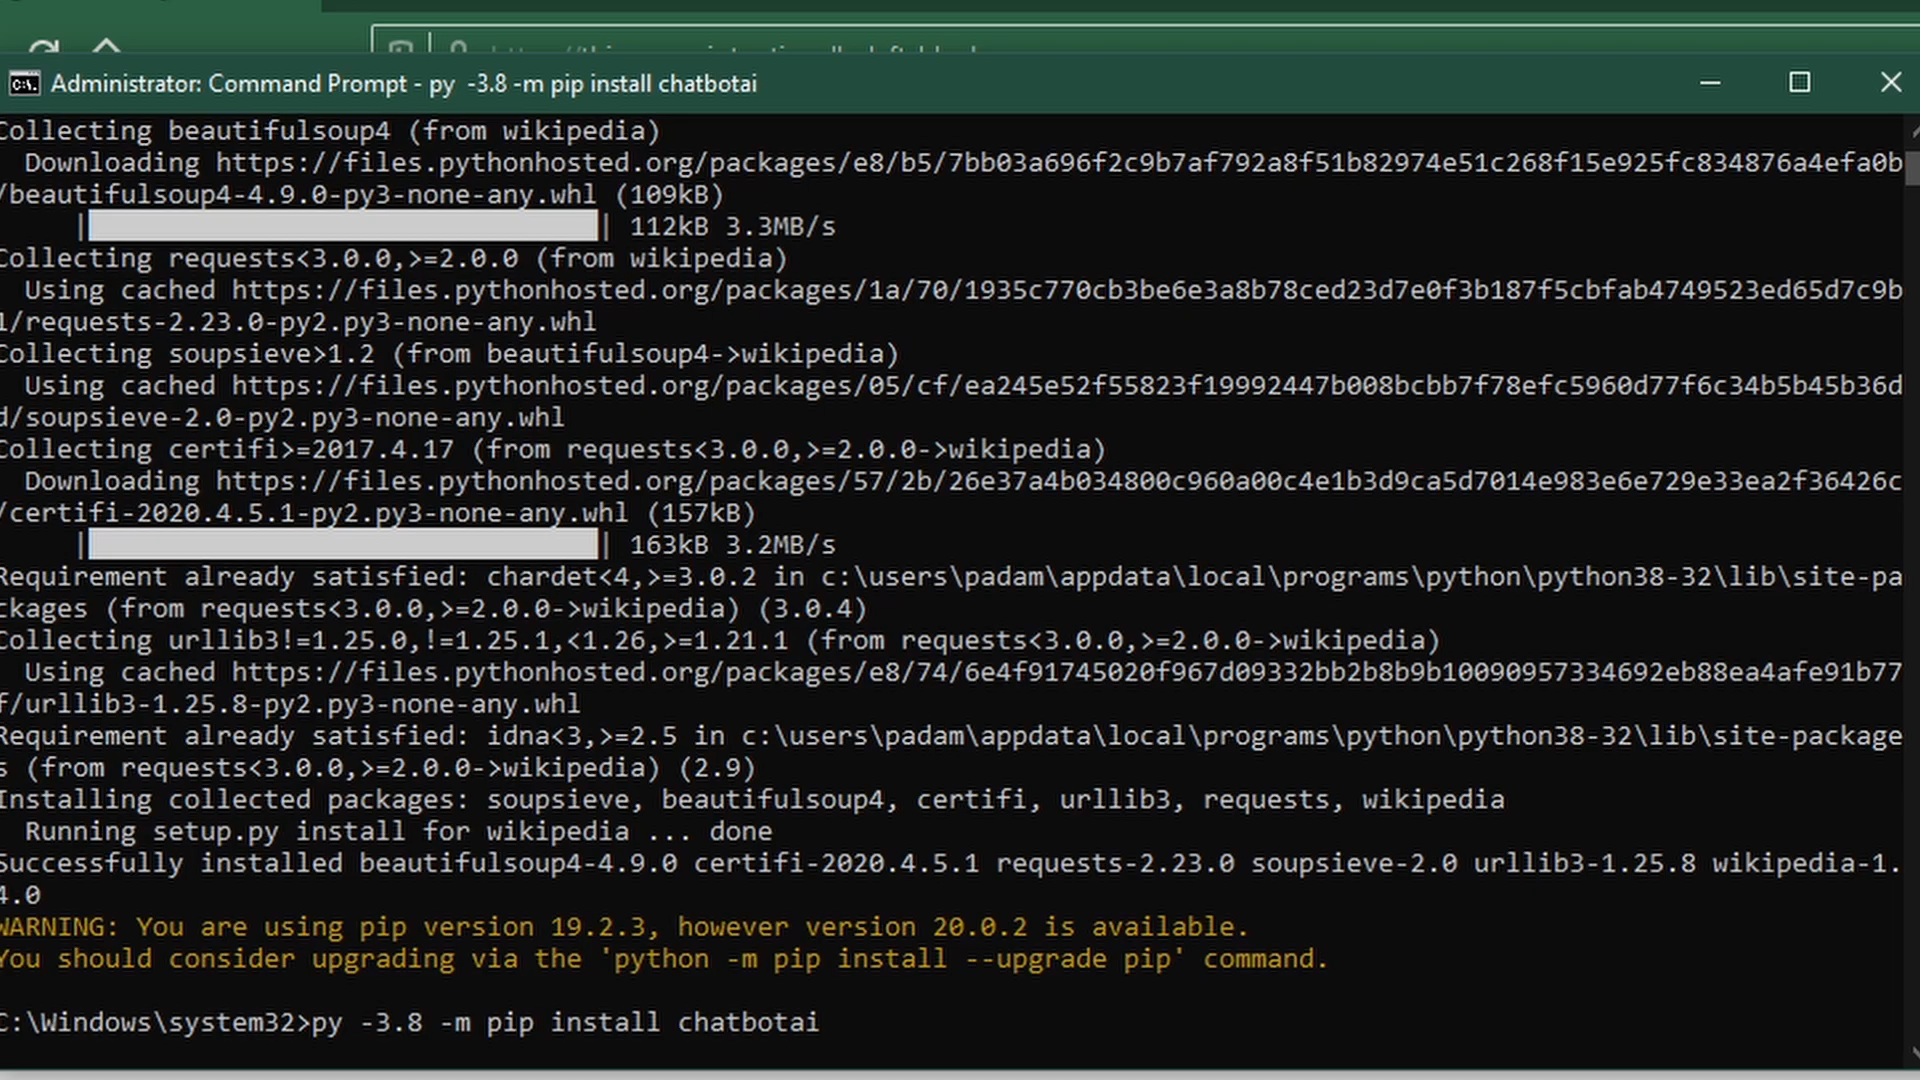 Administrator: Command Prompt - py  -3.8 -m pip install chatbotai
Collecting beautifulsoup4 (from wikipedia)
Downloading https://files.pythonhosted.org/packages/e8/b5/7bb03a696f2c9b7af792a8f51b82974e51c268f15e925fc834876a4efa0b
/beautifulsoup4-4.9.0-py3-none-any.whl (109kB)
| | 112kB 3.3MB/s
Collecting requests<3.0.0,>=2.0.0 (from wikipedia)
Using cached https://files.pythonhosted.org/packages/1a/70/1935c770cb3be6e3a8b78ced23d7e0f3b187f5cbfab4749523ed65d7c9b
1/requests-2.23.0-py2.py3-none-any.whl
Collecting soupsieve>1.2 (from beautifulsoup4->wikipedia)
Using cached https://files.pythonhosted.org/packages/05/cf/ea245e52f55823f19992447b008bcbb7f78efc5960d77f6c34b5b45b36d
d/soupsieve-2.0-py2.py3-none-any.whl
Collecting certifi>=2017.4.17 (from requests<3.0.0,>=2.0.0->wikipedia)
Downloading https://files.pythonhosted.org/packages/57/2b/26e37a4b034800c960a00c4e1b3d9ca5d7014e983e6e729e33ea2f36426c
/certifi-2020.4.5.1-py2.py3-none-any.whl (157kB)
| | 163kB 3.2MB/s
Requirement already satisfied: chardet<4,>=3.0.2 in c:\users\padam\appdata\local\programs\python\python38-32\lib\site-pa
ckages (from requests<3.0.0,>=2.0.0->wikipedia) (3.0.4)
Collecting urllib3!=1.25.0,!=1.25.1,<1.26,>=1.21.1 (from requests<3.0.0,>=2.0.0->wikipedia)
Using cached https://files.pythonhosted.org/packages/e8/74/6e4f91745020f967d09332bb2b8b9b10090957334692eb88ea4afe91b77
f/urllib3-1.25.8-py2.py3-none-any.whl
Requirement already satisfied: idna<3,>=2.5 in c:\users\padam\appdata\local\programs\python\python38-32\lib\site-package
s (from requests<3.0.0,>=2.0.0->wikipedia) (2.9)
Installing collected packages: soupsieve, beautifulsoup4, certifi, urllib3, requests, wikipedia
Running setup.py install for wikipedia ... done
Successfully installed beautifulsoup4-4.9.0 certifi-2020.4.5.1 requests-2.23.0 soupsieve-2.0 urllib3-1.25.8 wikipedia-1.
4.0
WARNING: You are using pip version 19.2.3, however version 20.0.2 is available.
You should consider upgrading via the 'python -m pip install --upgrade pip' command.
C:\Windows\system32>py -3.8 -m pip install chatbotai